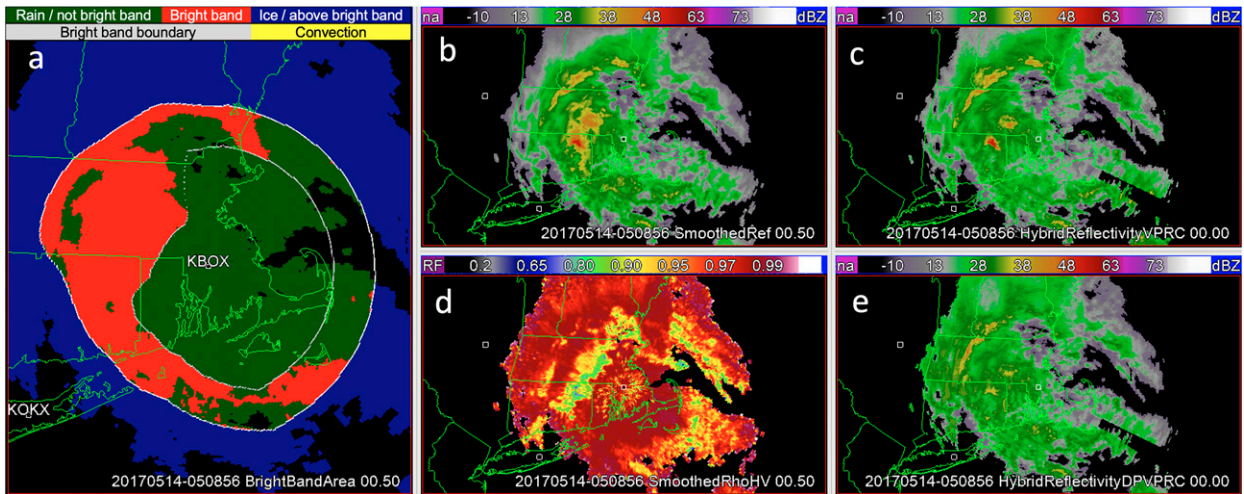 Rain / not bright band Bright band Ice / above bright band
Bright band boundary Convection
a
KBOX
KOKX
20170514-050856 BrightBandArea 00.50
na -10 13 28 38 48 63 73 dBZ
b
20170514-050856 SmoothedRef 00.50
na -10 13 28 38 48 63 73 dBZ
c
20170514-050856 HybridReflectivityVPRC 00.00
RF 0.2 0.65 0.80 0.90 0.95 0.97 0.99
d
20170514-050856 SmoothedRhoHV 00.50
na -10 13 28 38 48 63 73 dBZ
e
20170514-050856 HybridReflectivityDPVPRC 00.00